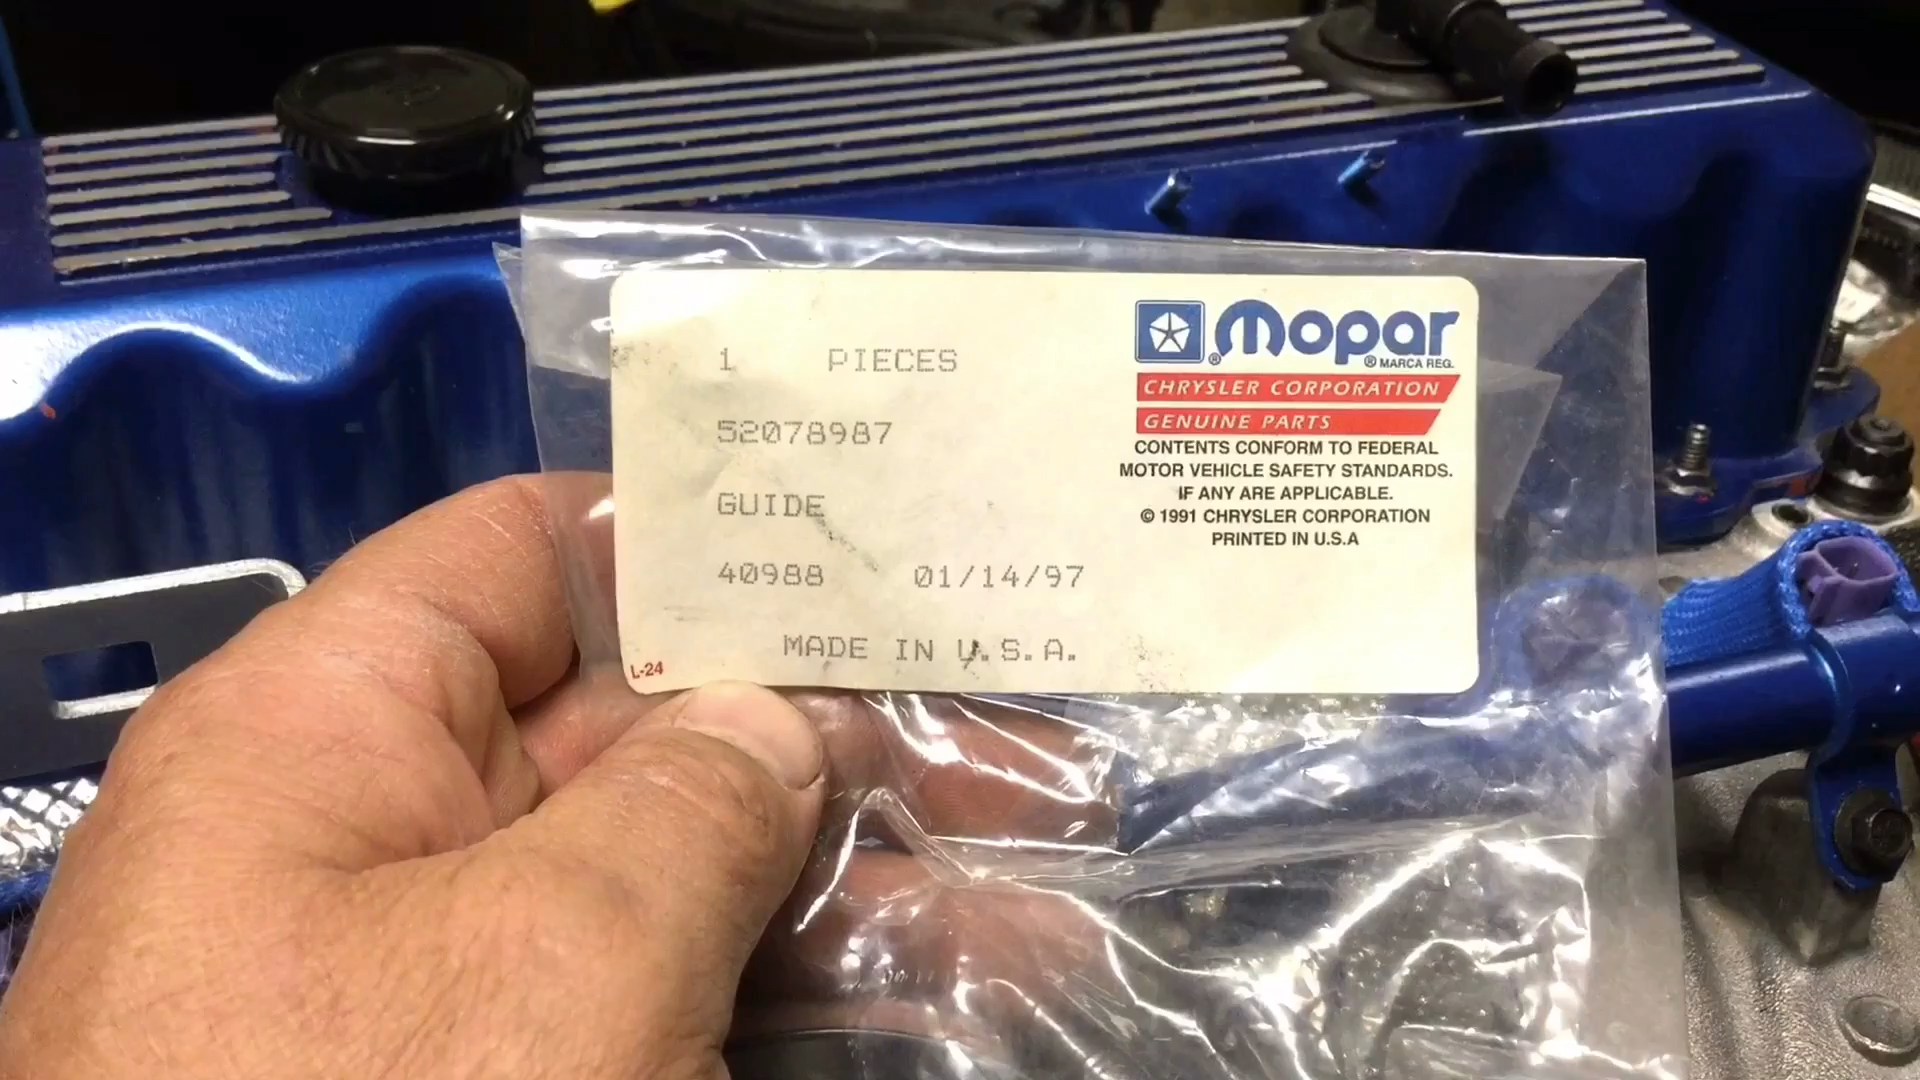 1 PIECES
52078987
GUIDE
40988 01/14/97
MADE IN U.S.A.
L-24
® Mopar
® MARCA REG.
CHRYSLER CORPORATION
GENUINE PARTS
CONTENTS CONFORM TO FEDERAL
MOTOR VEHICLE SAFETY STANDARDS.
IF ANY ARE APPLICABLE.
© 1991 CHRYSLER CORPORATION
PRINTED IN U.S.A